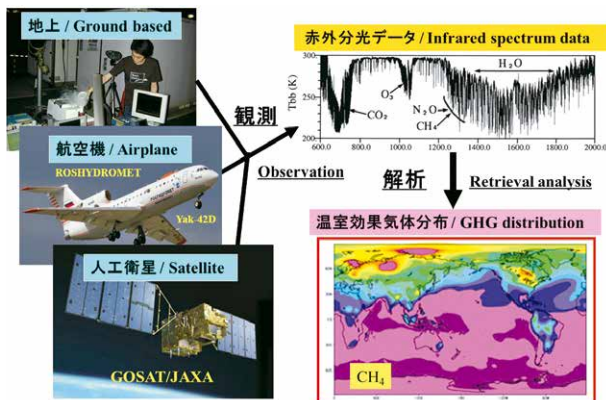 地上 / Ground based
航空機 / Airplane
ROSHYDROMET
Yak-42D
人工衛星 / Satellite
GOSAT/JAXA
観測
Observation
赤外分光データ / Infrared spectrum data
Tbb (K)
300
250
200
CO₂
O₃
N₂O
CH₄
H₂O
600.0 800.0 1000.0 1200.0 1400.0 1600.0 1800.0 2000.0
解析
Retrieval analysis
温室効果気体分布 / GHG distribution
CH₄